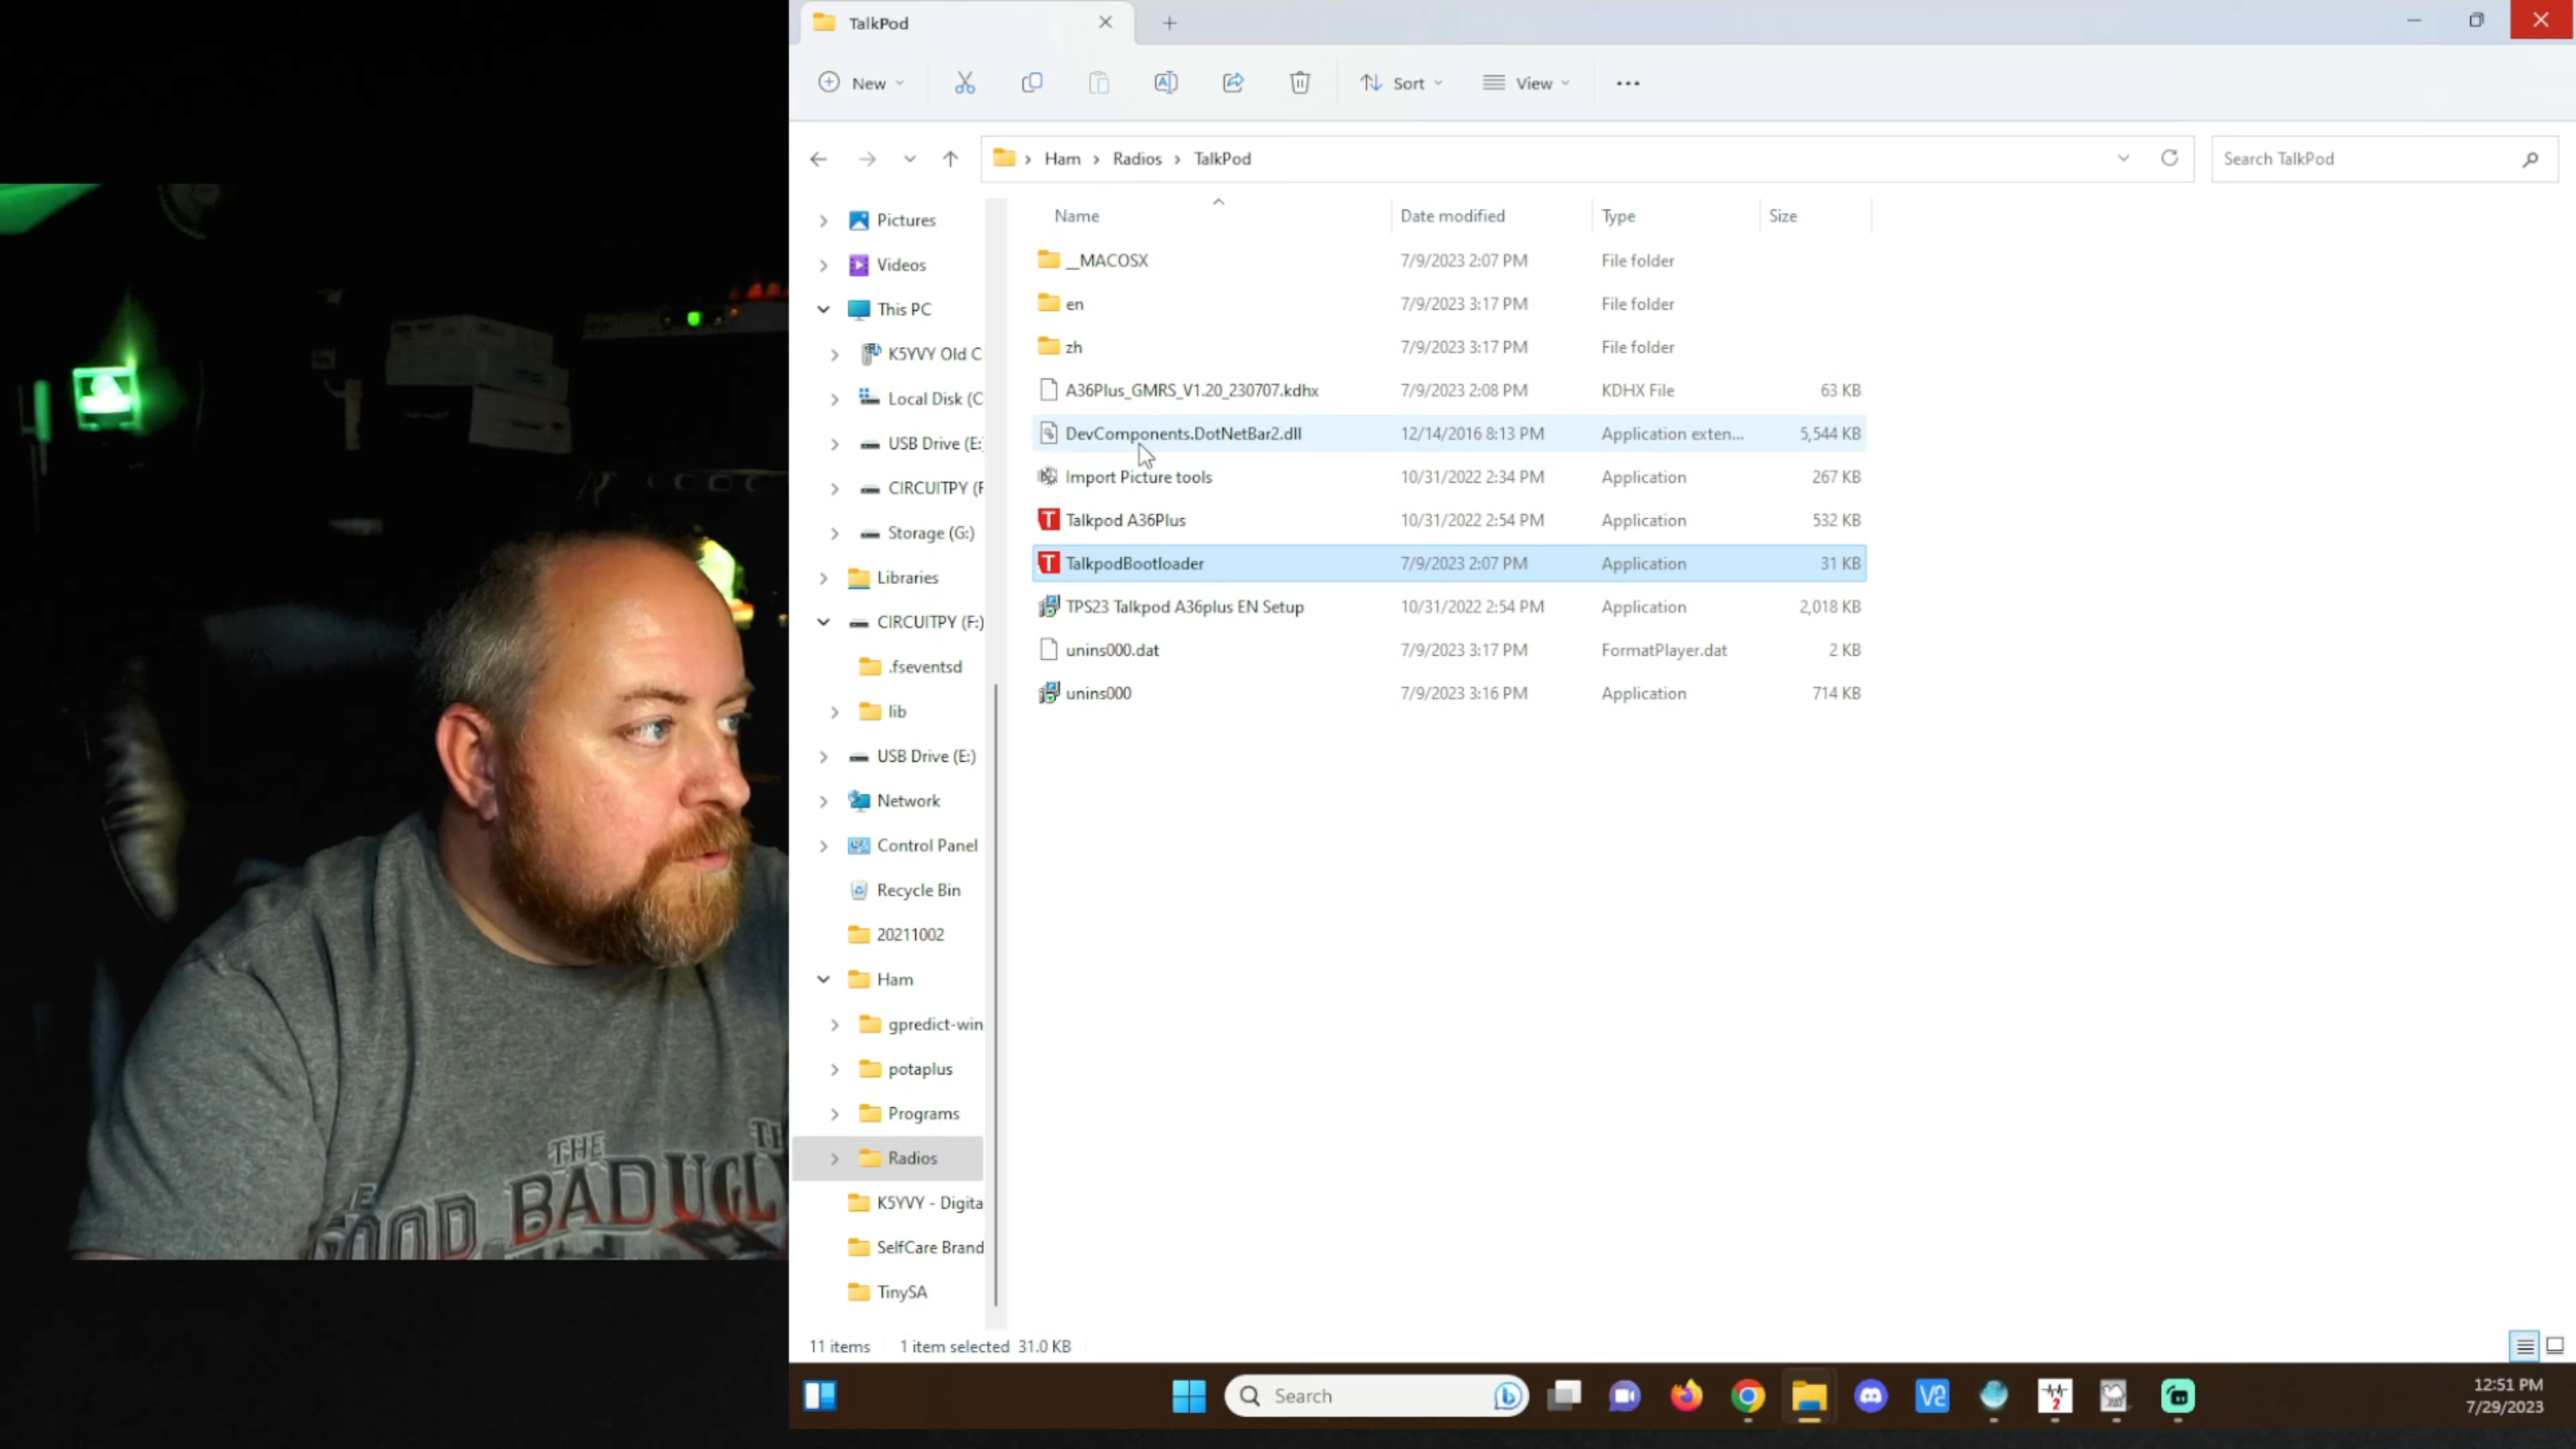 TalkPod
New
Sort
View
Ham > Radios > TalkPod
Search TalkPod
Name Date modified Type Size
Pictures
Videos
This PC
K5YVY Old C
Local Disk (C
USB Drive (E:
CIRCUITPY (F
Storage (G:)
Libraries
CIRCUITPY (F:)
.fseventsd
lib
USB Drive (E:)
Network
Control Panel
Recycle Bin
20211002
Ham
gpredict-win
potaplus
Programs
Radios
K5YVY - Digita
SelfCare Brand
TinySA
__MACOSX 7/9/2023 2:07 PM File folder
en 7/9/2023 3:17 PM File folder
zh 7/9/2023 3:17 PM File folder
A36Plus_GMRS_V1.20_230707.kdhx 7/9/2023 2:08 PM KDHX File 63 KB
DevComponents.DotNetBar2.dll 12/14/2016 8:13 PM Application exten... 5,544 KB
Import Picture tools 10/31/2022 2:34 PM Application 267 KB
Talkpod A36Plus 10/31/2022 2:54 PM Application 532 KB
TalkpodBootloader 7/9/2023 2:07 PM Application 31 KB
TPS23 Talkpod A36plus EN Setup 10/31/2022 2:54 PM Application 2,018 KB
unins000.dat 7/9/2023 3:17 PM FormatPlayer.dat 2 KB
unins000 7/9/2023 3:16 PM Application 714 KB
11 items 1 item selected 31.0 KB
Search
12:51 PM
7/29/2023
THE
BAD UGLY